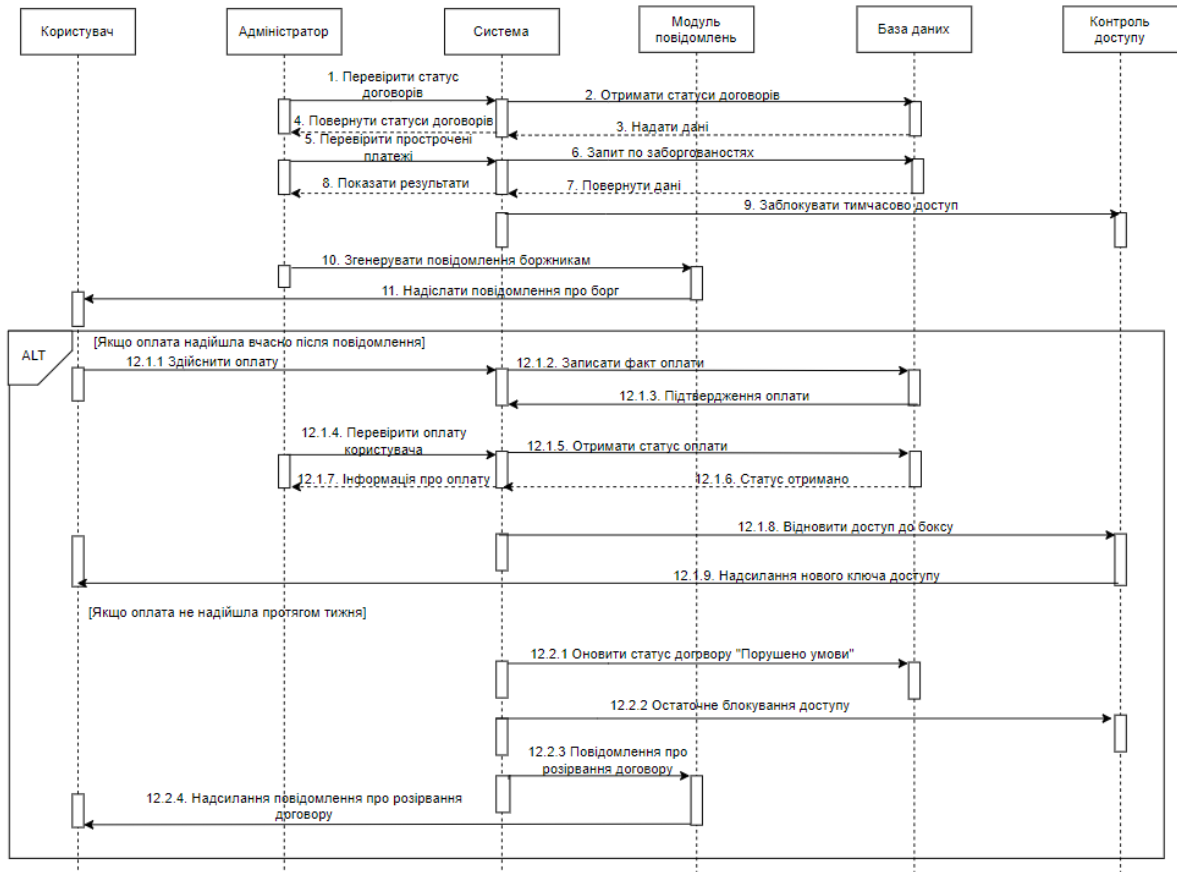 Користувач
Адміністратор
Система
Модуль
повідомлень
База даних
Контроль
доступу
1. Перевірити статус
договорів
2. Отримати статуси договорів
4. Повернути статуси договорів
3. Надати дані
5. Перевірити прострочені
платежі
6. Запит по заборгованостях
8. Показати результати
7. Повернути дані
9. Заблокувати тимчасово доступ
10. Згенерувати повідомлення боржникам
11. Надіслати повідомлення про борг
ALT
[Якщо оплата надійшла вчасно після повідомлення]
12.1.1 Здійснити оплату
12.1.2. Записати факт оплати
12.1.3. Підтвердження оплати
12.1.4. Перевірити оплату
користувача
12.1.5. Отримати статус оплати
12.1.7. Інформація про оплату
12.1.6. Статус отримано
12.1.8. Відновити доступ до боксу
12.1.9. Надсилання нового ключа доступу
[Якщо оплата не надійшла протягом тижня]
12.2.1 Оновити статус договору "Порушено умови"
12.2.2 Остаточне блокування доступу
12.2.3 Повідомлення про
розірвання договору
12.2.4. Надсилання повідомлення про розірвання
договору